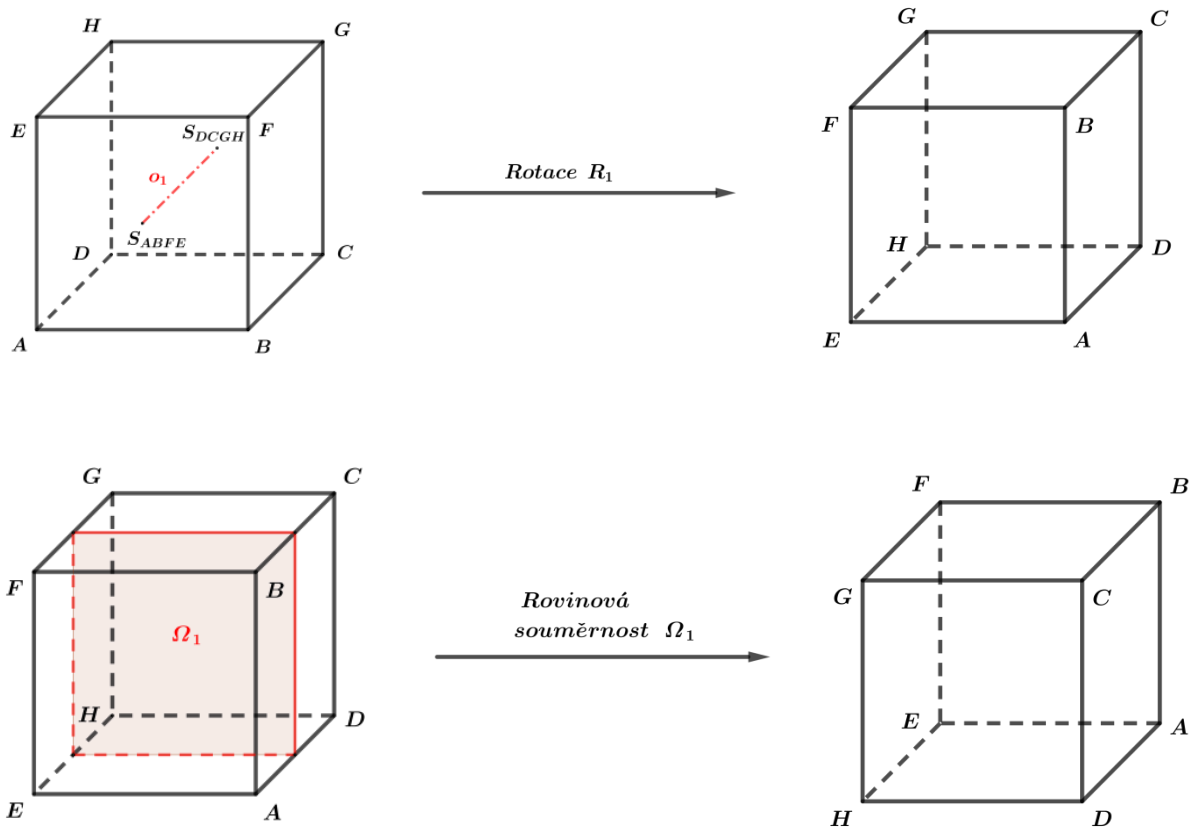 H G
E F
S_DCGH
o₁
S_ABFE
D C
A B
Rotace R₁
G C
F B
H D
E A
G C
F B
Ω₁
H D
E A
Rovinová
souměrnost Ω₁
F B
G C
E A
H D